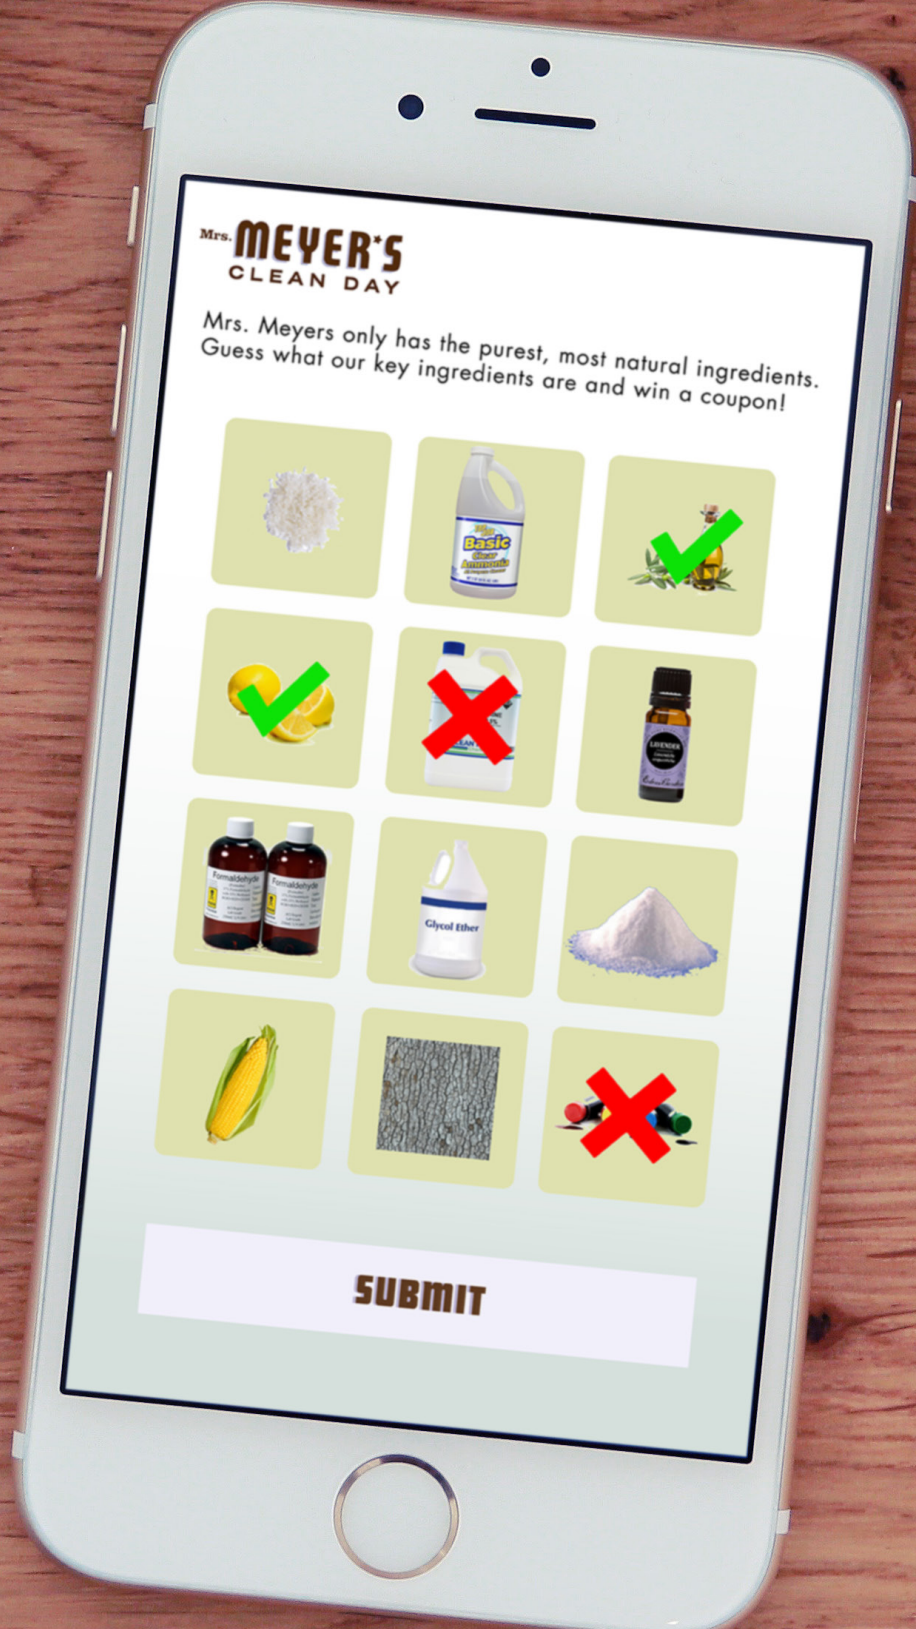 Mrs. MEYER'S
CLEAN DAY
Mrs. Meyers only has the purest, most natural ingredients.
Guess what our key ingredients are and win a coupon!
Basic
Clear
Ammonia
LAVENDER
Formaldehyde
Formaldehyde
Glycol Ether
SUBMIT